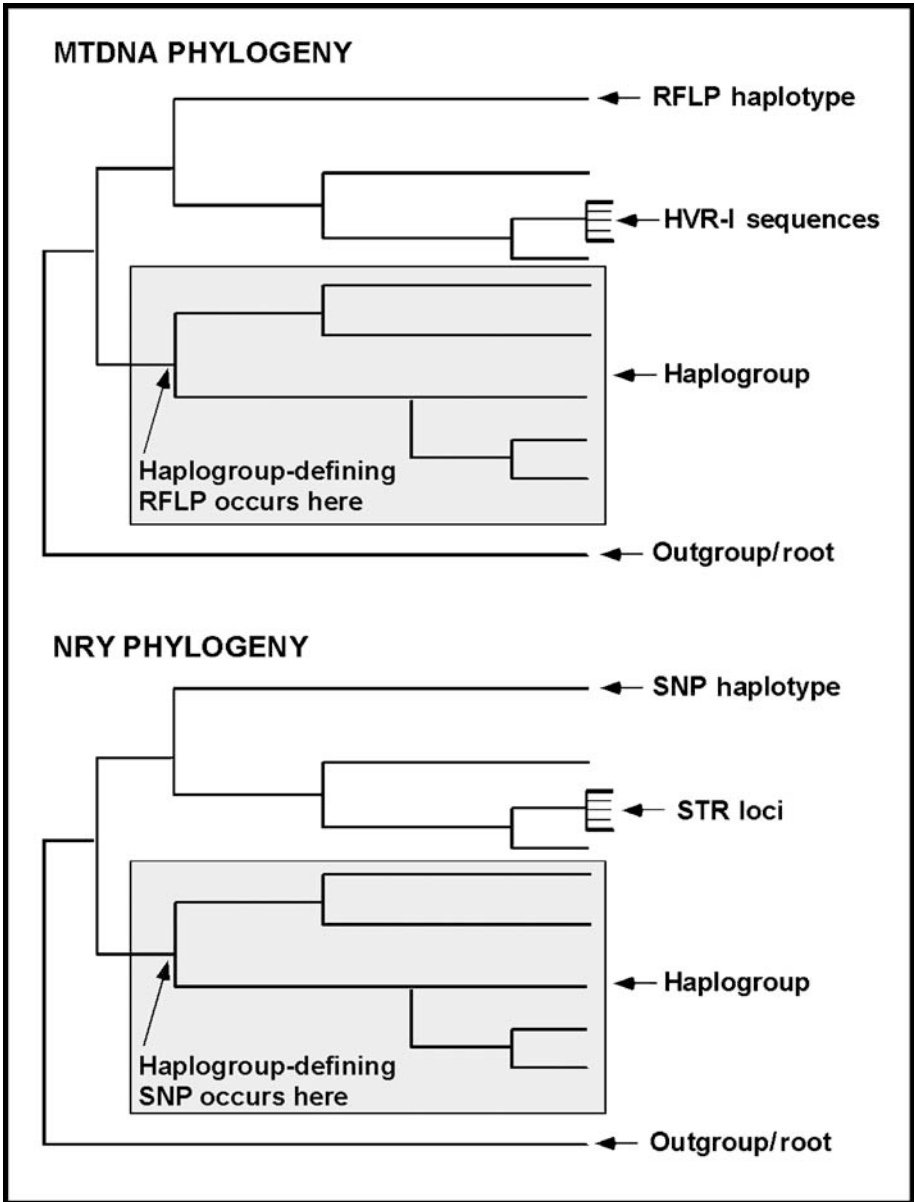 MTDNA PHYLOGENY
RFLP haplotype
HVR-I sequences
Haplogroup
Haplogroup-defining
RFLP occurs here
Outgroup/root
NRY PHYLOGENY
SNP haplotype
STR loci
Haplogroup
Haplogroup-defining
SNP occurs here
Outgroup/root